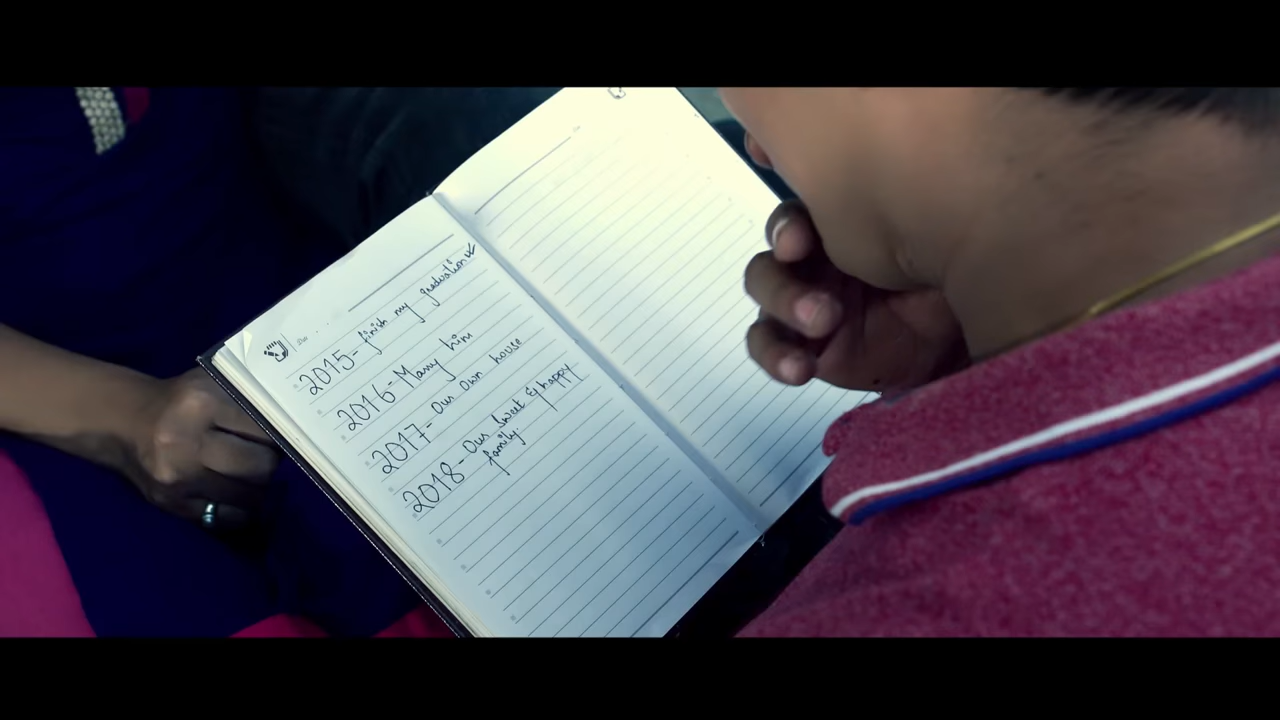 2015- finish my graduation
2016- Marry him
2017- Our Own house
2018- Our Sweet & happy
family.